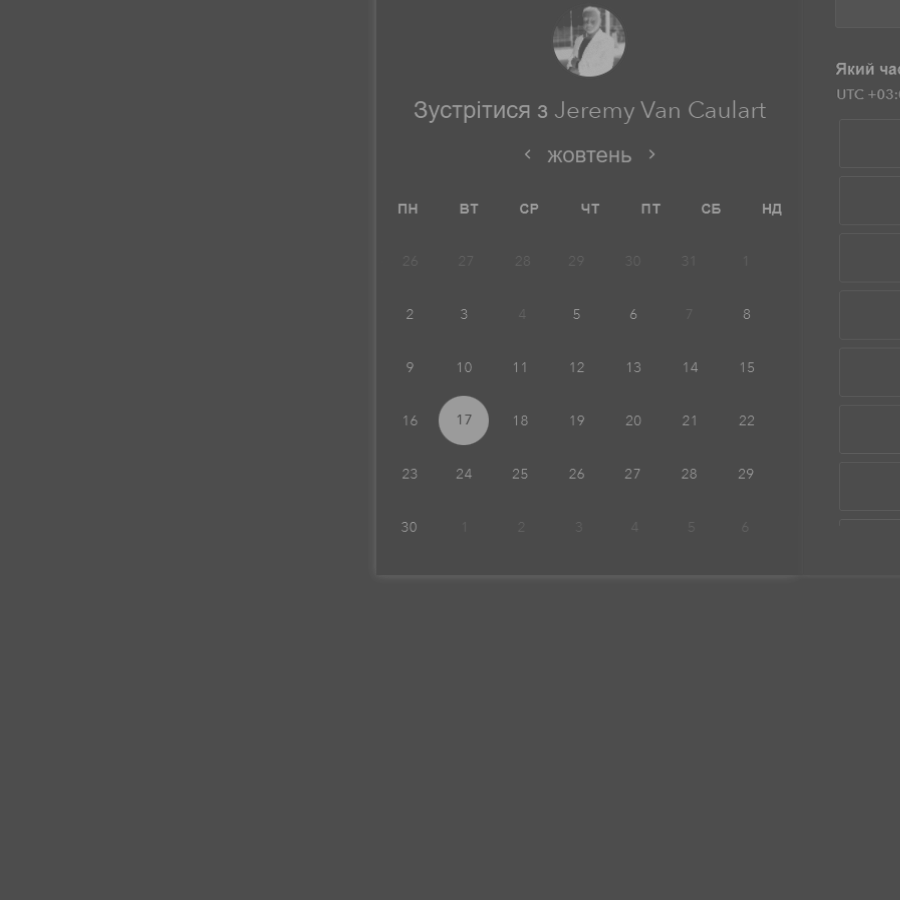 Зустрітися з Jeremy Van Caulart
< жовтень >
ПН ВТ СР ЧТ ПТ СБ НД
26 27 28 29 30 31 1
2 3 4 5 6 7 8
9 10 11 12 13 14 15
16 17 18 19 20 21 22
23 24 25 26 27 28 29
30 1 2 3 4 5 6
Який ча
UTC +03: